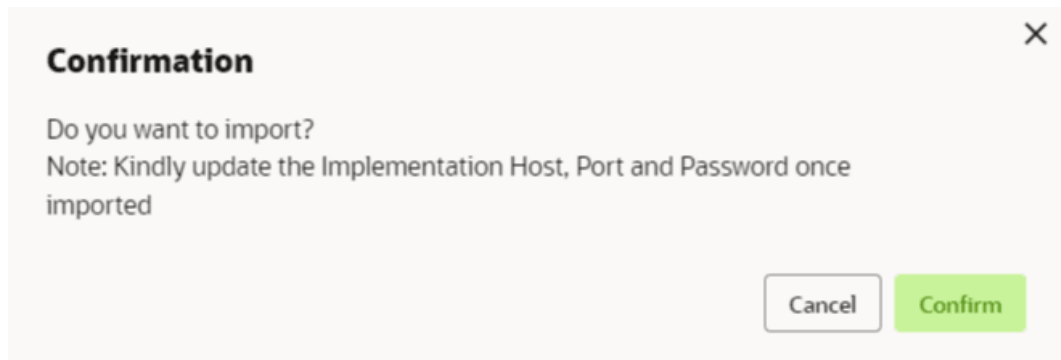 Confirmation
Do you want to import?
Note: Kindly update the Implementation Host, Port and Password once
imported
Cancel
Confirm